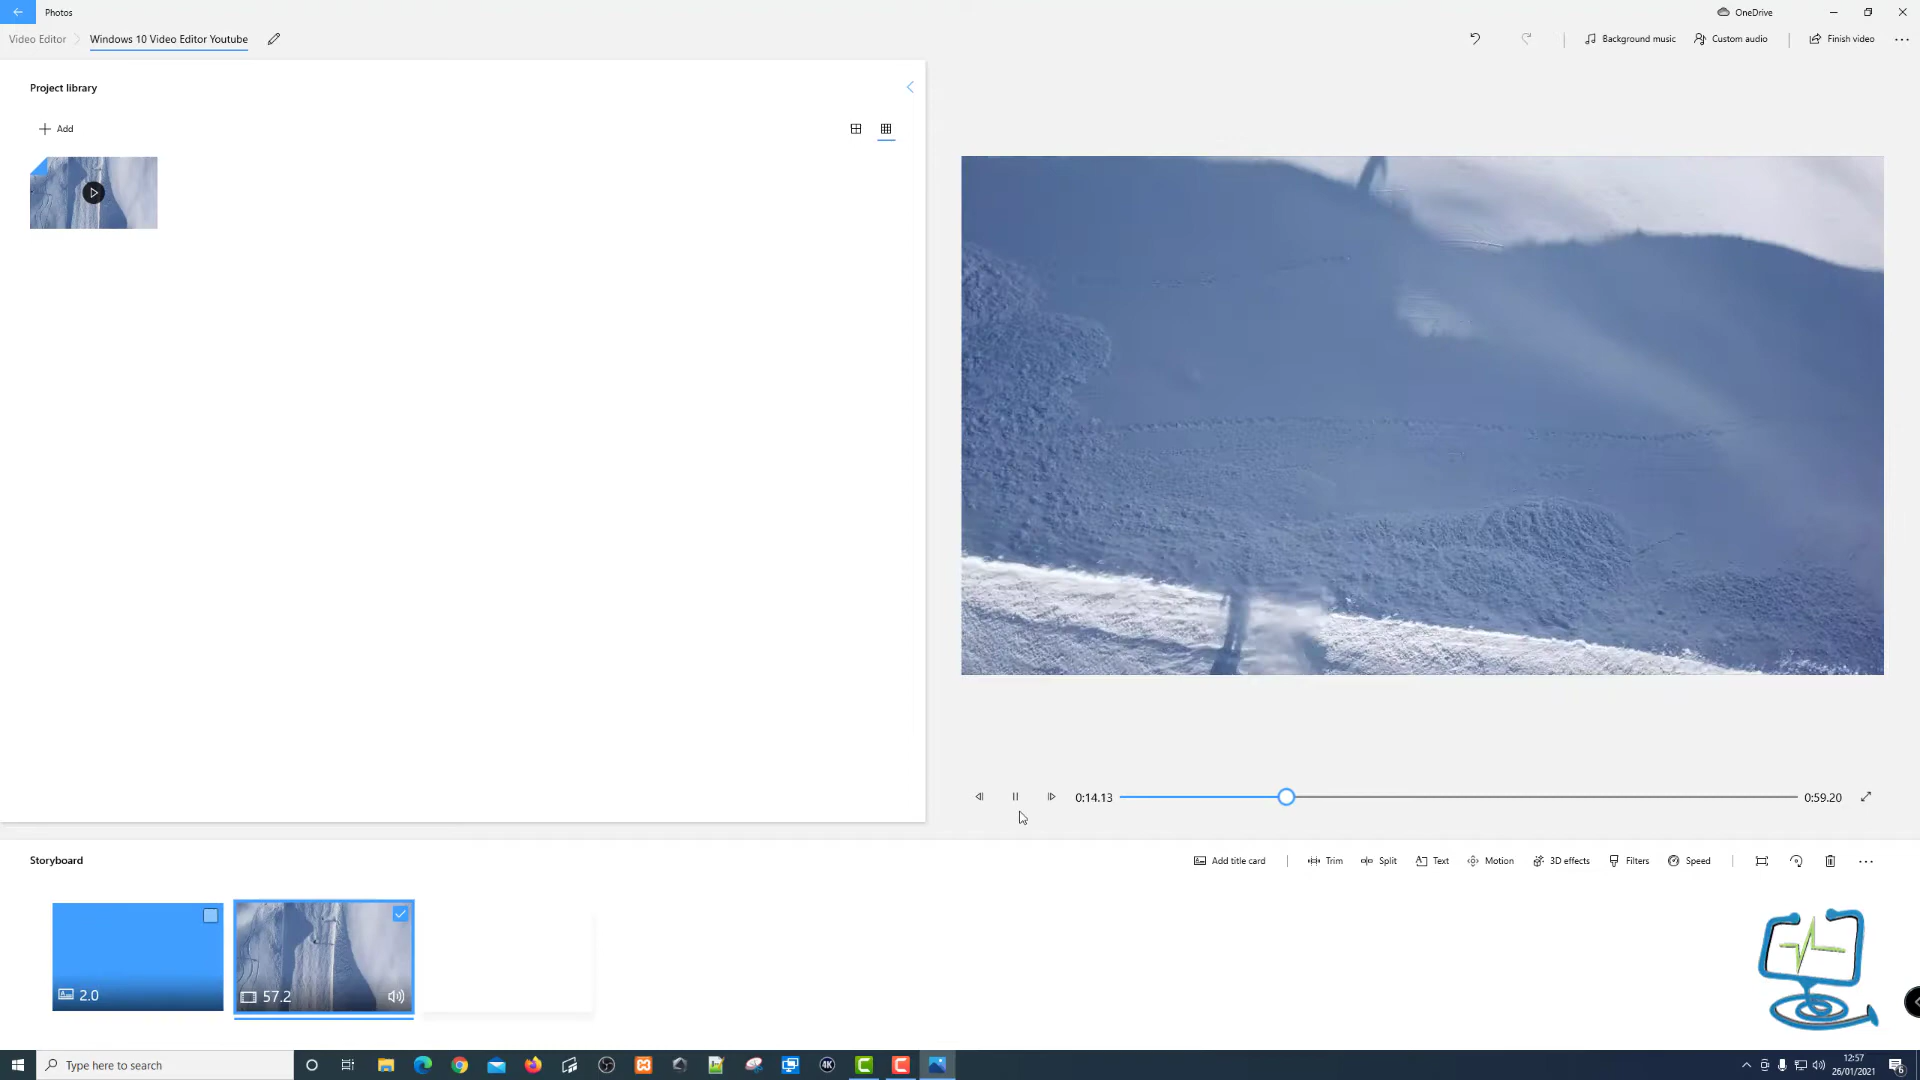 Photos
OneDrive
Video Editor
Windows 10 Video Editor Youtube
Background music
Custom audio
Finish video
Project library
Add
0:14.13
0:59.20
Storyboard
Add title card
Trim
Split
Text
Motion
3D effects
Filters
Speed
2.0
57.2
Type here to search
4K
12:57
26/01/2021
6